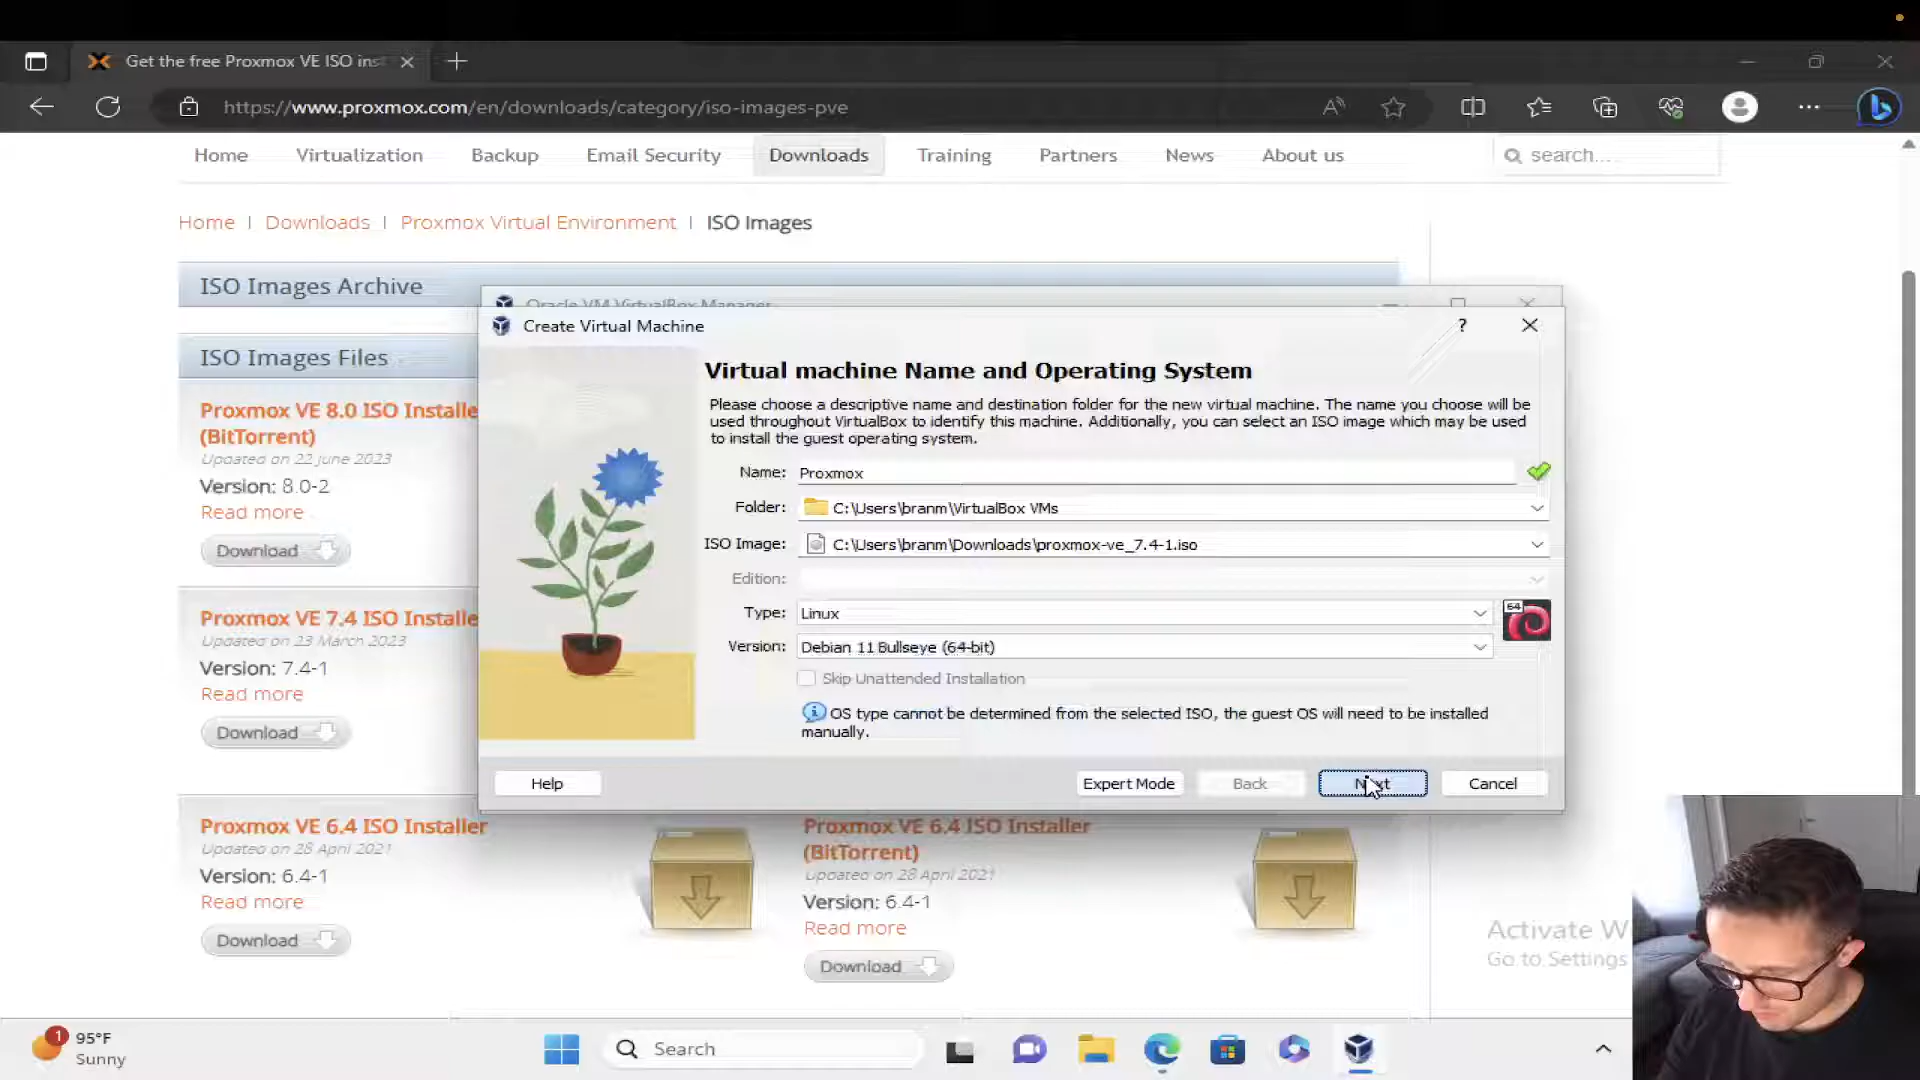 Get the free Proxmox VE ISO inst
https://www.proxmox.com/en/downloads/category/iso-images-pve
Home Virtualization Backup Email Security Downloads Training Partners News About us search...
Home | Downloads | Proxmox Virtual Environment | ISO Images
ISO Images Archive
ISO Images Files
Proxmox VE 8.0 ISO Installe
(BitTorrent)
Updated on 22 june 2023
Version: 8.0-2
Read more
Download
Proxmox VE 7.4 ISO Installe
Updated on 23 March 2023
Version: 7.4-1
Read more
Download
Proxmox VE 6.4 ISO Installer
Updated on 28 April 2021
Version: 6.4-1
Read more
Download
Proxmox VE 6.4 ISO Installer
(BitTorrent)
Updated on 28 April 2021
Version: 6.4-1
Read more
Download
Oracle VM VirtualBox Manager
Create Virtual Machine
?
Virtual machine Name and Operating System
Please choose a descriptive name and destination folder for the new virtual machine. The name you choose will be
used throughout VirtualBox to identify this machine. Additionally, you can select an ISO image which may be used
to install the guest operating system.
Name: Proxmox
Folder: C:\Users\branm\VirtualBox VMs
ISO Image: C:\Users\branm\Downloads\proxmox-ve_7.4-1.iso
Edition:
Type: Linux
64
Version: Debian 11 Bullseye (64-bit)
Skip Unattended Installation
OS type cannot be determined from the selected ISO, the guest OS will need to be installed
manually.
Help Expert Mode Back Next Cancel
Activate W
Go to Settings
1
95°F
Sunny
Search